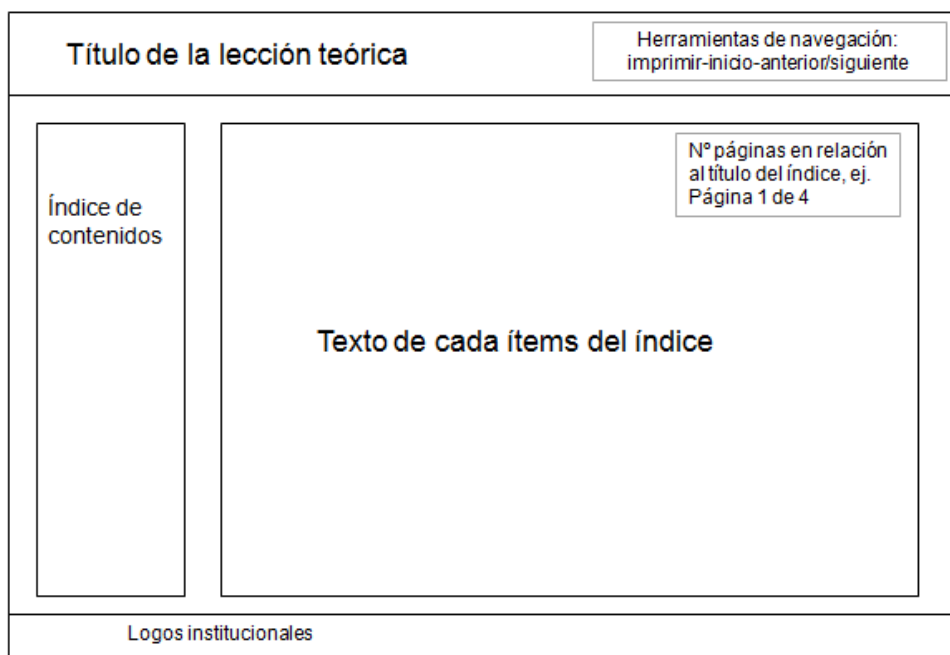 Título de la lección teórica
Herramientas de navegación:
imprimir-inicio-anterior/siguiente
Índice de
contenidos
Nº páginas en relación
al título del índice, ej.
Página 1 de 4
Texto de cada ítems del índice
Logos institucionales